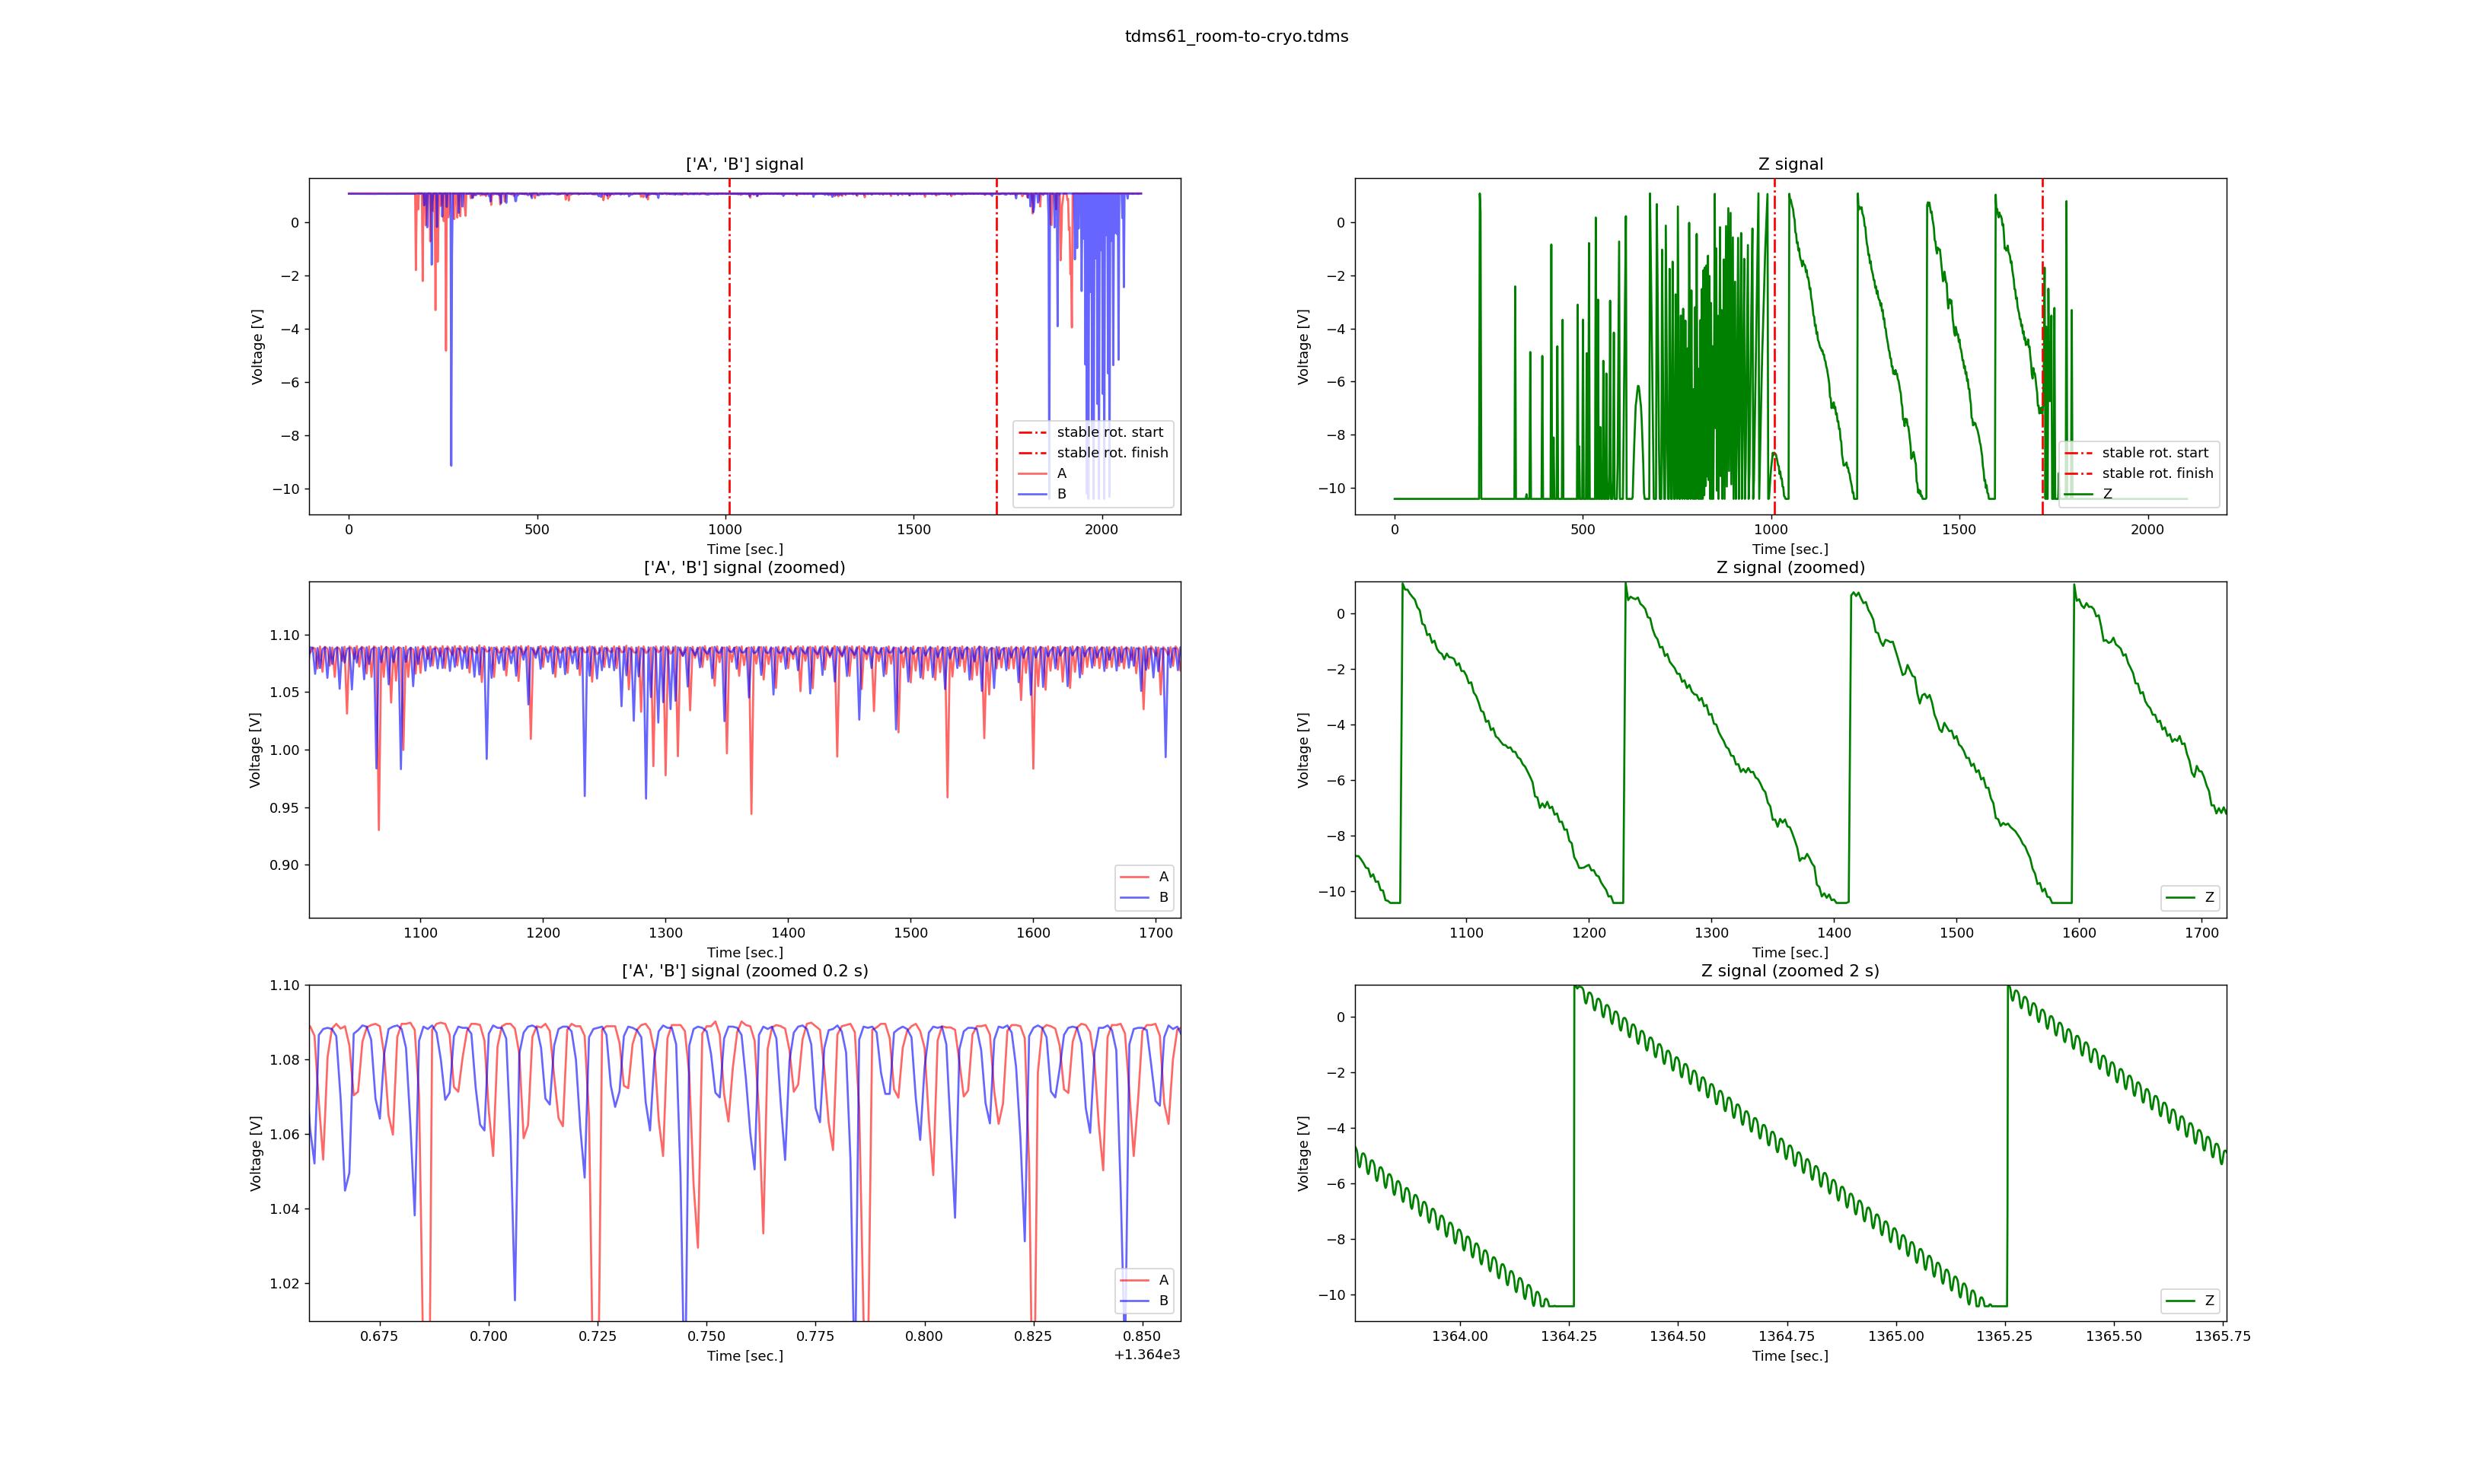 tdms61_room-to-cryo.tdms
['A', 'B'] signal
Voltage [V]
0
−2
−4
−6
−8
−10
stable rot. start
stable rot. finish
A
B
0 500 1000 1500 2000
Time [sec.]
Z signal
Voltage [V]
0
−2
−4
−6
−8
−10
stable rot. start
stable rot. finish
Z
0 500 1000 1500 2000
Time [sec.]
['A', 'B'] signal (zoomed)
Voltage [V]
1.10
1.05
1.00
0.95
0.90
A
B
1100 1200 1300 1400 1500 1600 1700
Time [sec.]
Z signal (zoomed)
Voltage [V]
0
−2
−4
−6
−8
−10
Z
1100 1200 1300 1400 1500 1600 1700
Time [sec.]
['A', 'B'] signal (zoomed 0.2 s)
Voltage [V]
1.10
1.08
1.06
1.04
1.02
A
B
0.675 0.700 0.725 0.750 0.775 0.800 0.825 0.850
Time [sec.]
+1.364e3
Z signal (zoomed 2 s)
Voltage [V]
0
−2
−4
−6
−8
−10
Z
1364.00 1364.25 1364.50 1364.75 1365.00 1365.25 1365.50 1365.75
Time [sec.]